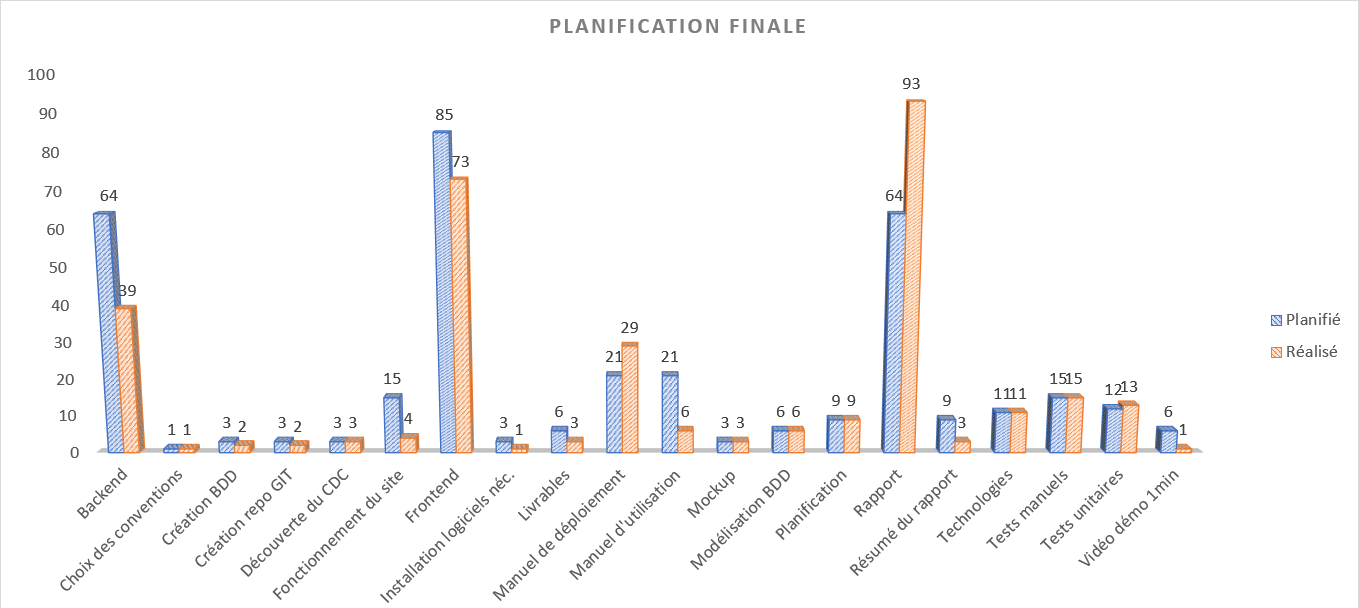 PLANIFICATION FINALE
100
90
80
70
60
50
40
30
20
10
0
64
39
1
1
3
2
3
2
3
3
15
4
85
73
3
1
6
3
21
29
21
6
3
3
6
6
9
9
64
93
9
3
11
11
15
15
12
13
6
1
Backend
Choix des conventions
Création BDD
Création repo GIT
Découverte du CDC
Fonctionnement du site
Frontend
Installation logiciels néc.
Livrables
Manuel de déploiement
Manuel d'utilisation
Mockup
Modélisation BDD
Planification
Rapport
Résumé du rapport
Technologies
Tests manuels
Tests unitaires
Vidéo démo 1min
Planifié
Réalisé